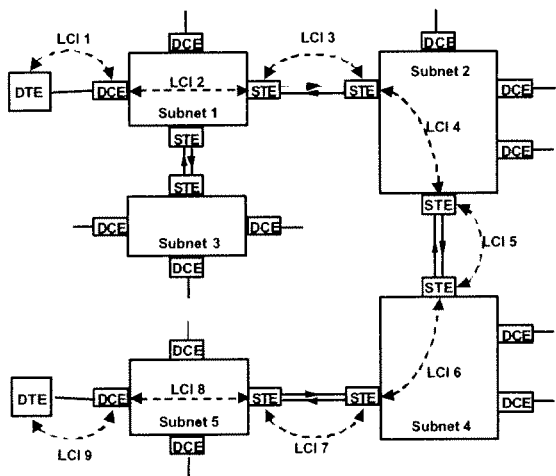 LCI 1
DCE
LCI 3
DCE
Subnet 2
DTE
DCE
LCI 2
STE
STE
DCE
Subnet 1
LCI 4
STE
DCE
STE
STE
DCE
DCE
LCI 5
Subnet 3
DCE
STE
DCE
DCE
LCI 6
DTE
DCE
LCI 8
STE
STE
DCE
Subnet 5
Subnet 4
LCI 9
DCE
LCI 7